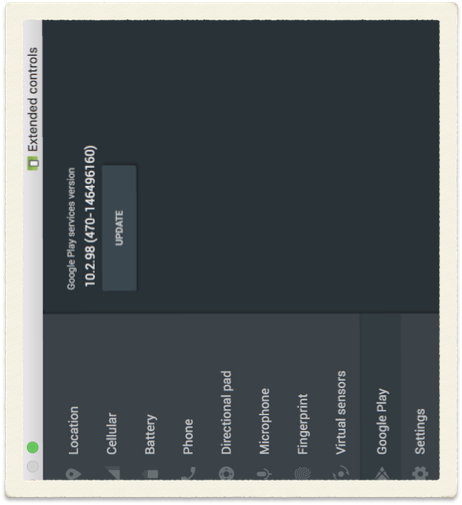 Extended controls
Location
Cellular
Battery
Phone
Directional pad
Microphone
Fingerprint
Virtual sensors
Google Play
Settings
Google Play services version
10.2.98 (470-146496160)
UPDATE